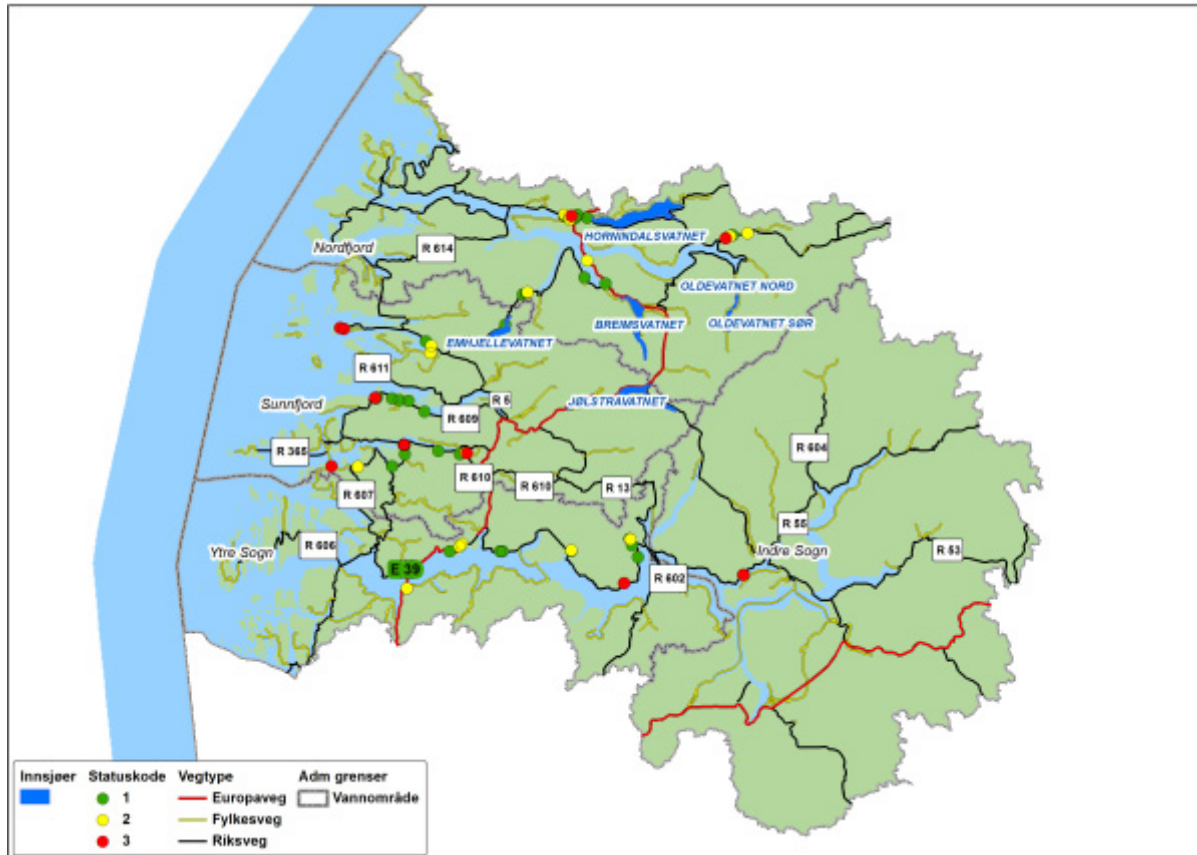 Nordfjord
R 614
HORNINDALSVATNET
OLDEVATNET NORD
BREIMSVATNET
OLDEVATNET SØR
EMHJELLEVATNET
R 611
Sunnfjord
R 5
JØLSTRAVATNET
R 609
R 365
R 610
R 610
R 13
R 604
R 607
R 55
Ytre Sogn
R 606
E 39
R 602
Indre Sogn
R 53
Innsjøer
Statuskode
Vegtype
Adm grenser
1
Europaveg
Vannområde
2
Fylkesveg
3
Riksveg